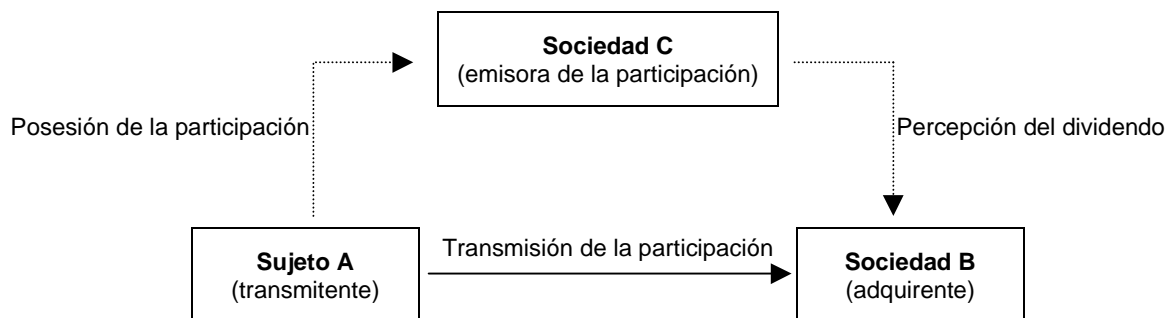 Sociedad C
(emisora de la participación)
Posesión de la participación
Percepción del dividendo
Transmisión de la participación
Sujeto A
(transmitente)
Sociedad B
(adquirente)